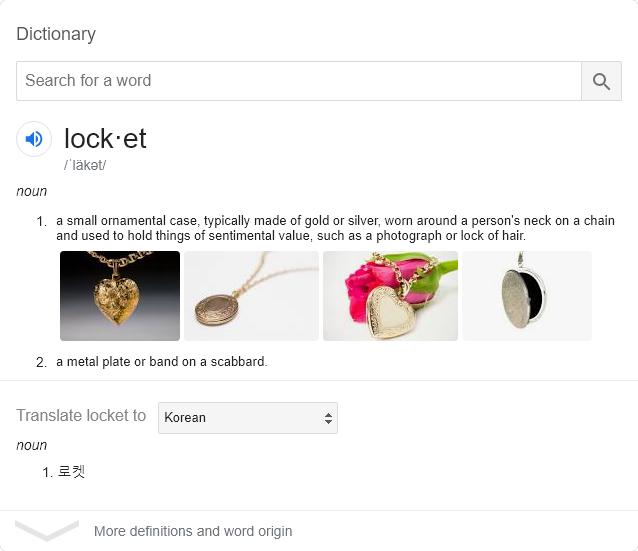 Dictionary
Search for a word
lock·et
/ˈläkət/
noun
1. a small ornamental case, typically made of gold or silver, worn around a person's neck on a chain
and used to hold things of sentimental value, such as a photograph or lock of hair.
2. a metal plate or band on a scabbard.
Translate locket to Korean
noun
1. 로켓
More definitions and word origin